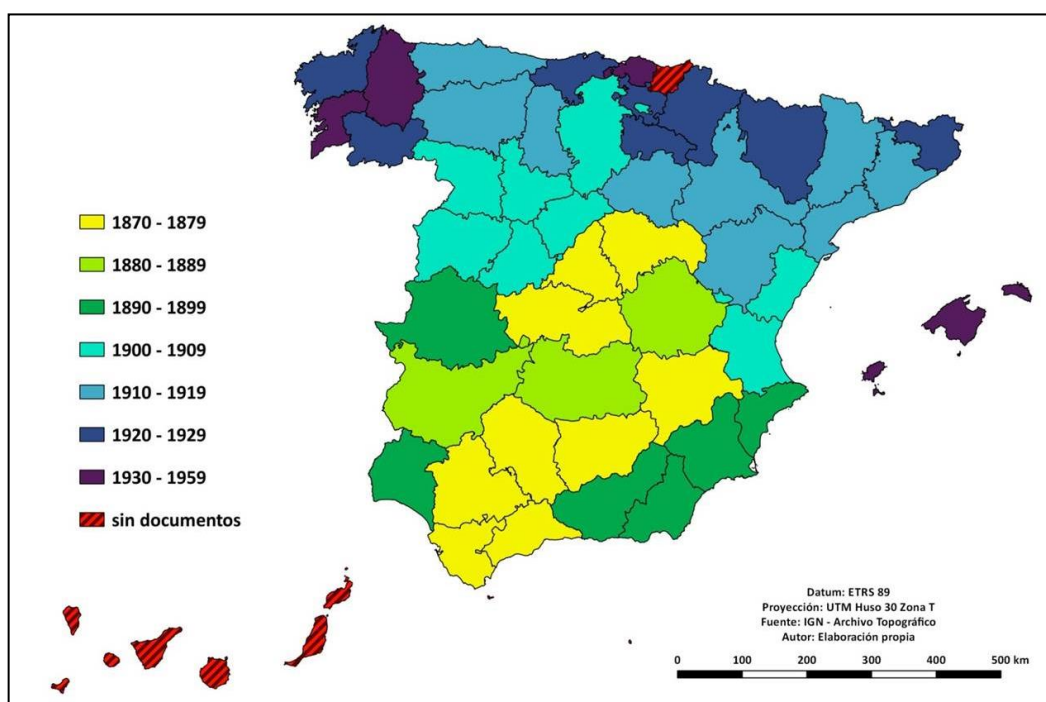 1870 - 1879
1880 - 1889
1890 - 1899
1900 - 1909
1910 - 1919
1920 - 1929
1930 - 1959
sin documentos
Datum: ETRS 89
Proyección: UTM Huso 30 Zona T
Fuente: IGN - Archivo Topográfico
Autor: Elaboración propia
0 100 200 300 400 500 km